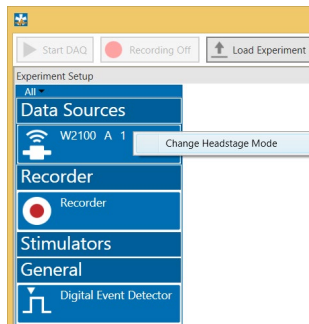 Start DAQ
Recording Off
Load Experiment
Experiment Setup
All
Data Sources
W2100 A 1
Change Headstage Mode
Recorder
Recorder
Stimulators
General
Digital Event Detector